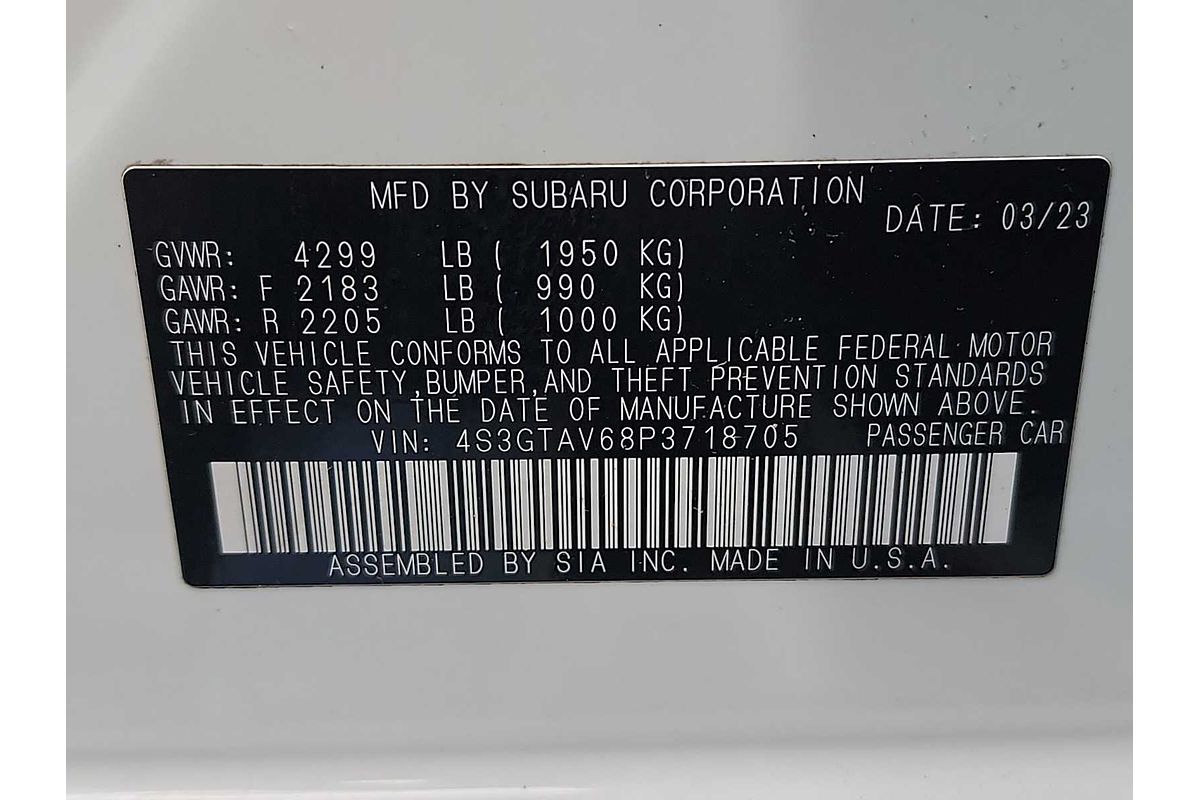 MFD BY SUBARU CORPORATION
DATE: 03/23
GVWR: 4299 LB ( 1950 KG)
GAWR: F 2183 LB ( 990 KG)
GAWR: R 2205 LB ( 1000 KG)
THIS VEHICLE CONFORMS TO ALL APPLICABLE FEDERAL MOTOR
VEHICLE SAFETY,BUMPER,AND THEFT PREVENTION STANDARDS
IN EFFECT ON THE DATE OF MANUFACTURE SHOWN ABOVE.
VIN: 4S3GTAV68P3718705 PASSENGER CAR
ASSEMBLED BY SIA INC. MADE IN U.S.A.